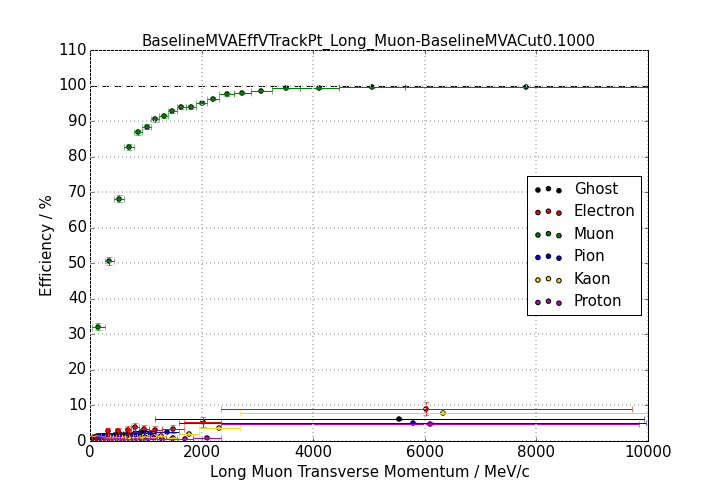 BaselineMVAEffVTrackPt_Long_Muon-BaselineMVACut0.1000
110
100
90
80
70
60
50
40
30
20
10
0
Efficiency / %
Ghost
Electron
Muon
Pion
Kaon
Proton
0 2000 4000 6000 8000 10000
Long Muon Transverse Momentum / MeV/c